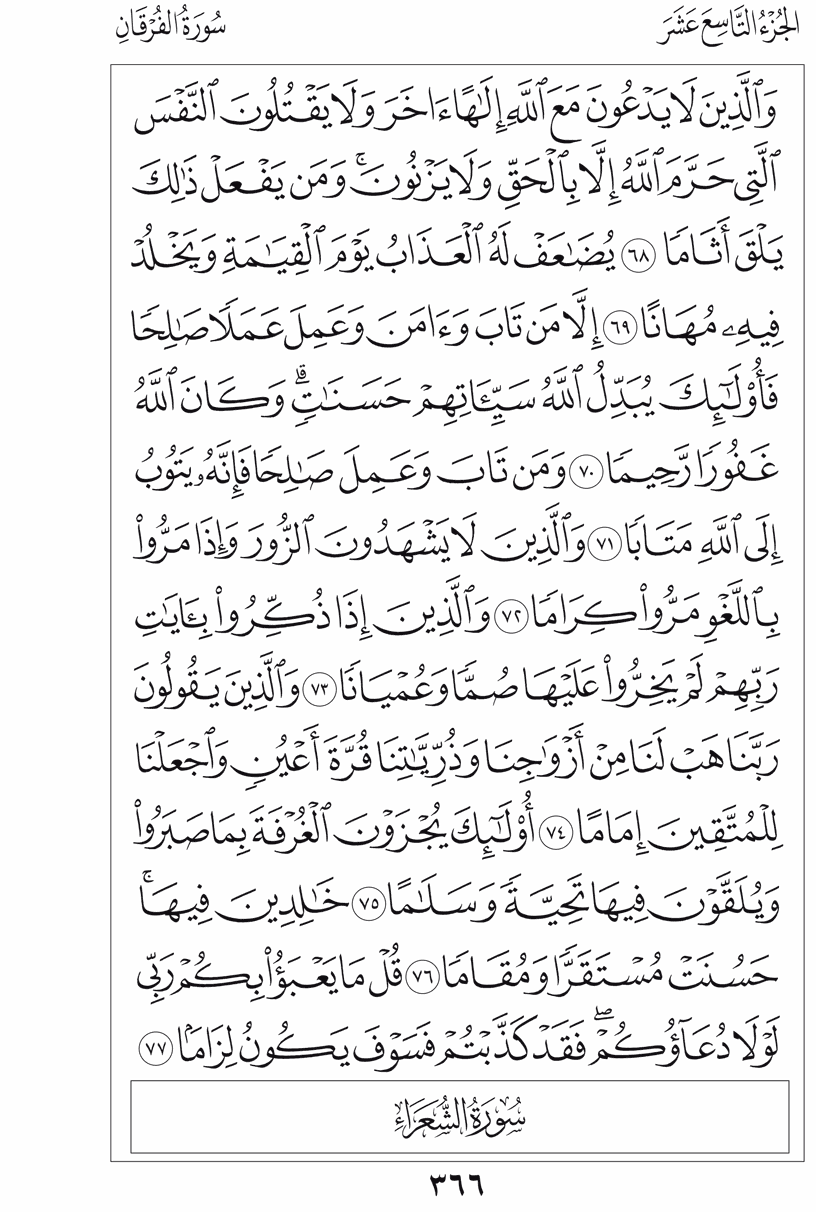 الجُزْءُ التَّاسِعَ عَشَرَ
سُورَةُ الفُرْقَانِ
وَٱلَّذِينَ لَا يَدْعُونَ مَعَ ٱللَّهِ إِلَٰهًا ءَاخَرَ وَلَا يَقْتُلُونَ ٱلنَّفْسَ
ٱلَّتِي حَرَّمَ ٱللَّهُ إِلَّا بِٱلْحَقِّ وَلَا يَزْنُونَۚ وَمَن يَفْعَلْ ذَٰلِكَ
يَلْقَ أَثَامًا ٦٨ يُضَٰعَفْ لَهُ ٱلْعَذَابُ يَوْمَ ٱلْقِيَٰمَةِ وَيَخْلُدْ
فِيهِۦ مُهَانًا ٦٩ إِلَّا مَن تَابَ وَءَامَنَ وَعَمِلَ عَمَلًا صَٰلِحًا
فَأُوْلَٰٓئِكَ يُبَدِّلُ ٱللَّهُ سَيِّـَٔاتِهِمْ حَسَنَٰتٍۗ وَكَانَ ٱللَّهُ
غَفُورًا رَّحِيمًا ٧٠ وَمَن تَابَ وَعَمِلَ صَٰلِحًا فَإِنَّهُۥ يَتُوبُ
إِلَى ٱللَّهِ مَتَابًا ٧١ وَٱلَّذِينَ لَا يَشْهَدُونَ ٱلزُّورَ وَإِذَا مَرُّواْ
بِٱللَّغْوِ مَرُّواْ كِرَامًا ٧٢ وَٱلَّذِينَ إِذَا ذُكِّرُواْ بِـَٔايَٰتِ
رَبِّهِمْ لَمْ يَخِرُّواْ عَلَيْهَا صُمًّا وَعُمْيَانًا ٧٣ وَٱلَّذِينَ يَقُولُونَ
رَبَّنَا هَبْ لَنَا مِنْ أَزْوَٰجِنَا وَذُرِّيَّٰتِنَا قُرَّةَ أَعْيُنٍ وَٱجْعَلْنَا
لِلْمُتَّقِينَ إِمَامًا ٧٤ أُوْلَٰٓئِكَ يُجْزَوْنَ ٱلْغُرْفَةَ بِمَا صَبَرُواْ
وَيُلَقَّوْنَ فِيهَا تَحِيَّةً وَسَلَٰمًا ٧٥ خَٰلِدِينَ فِيهَاۚ
حَسُنَتْ مُسْتَقَرًّا وَمُقَامًا ٧٦ قُلْ مَا يَعْبَؤُاْ بِكُمْ رَبِّي
لَوْلَا دُعَآؤُكُمْۖ فَقَدْ كَذَّبْتُمْ فَسَوْفَ يَكُونُ لِزَامًۢا ٧٧
سُورَةُ الشُّعَرَاءِ
٣٦٦